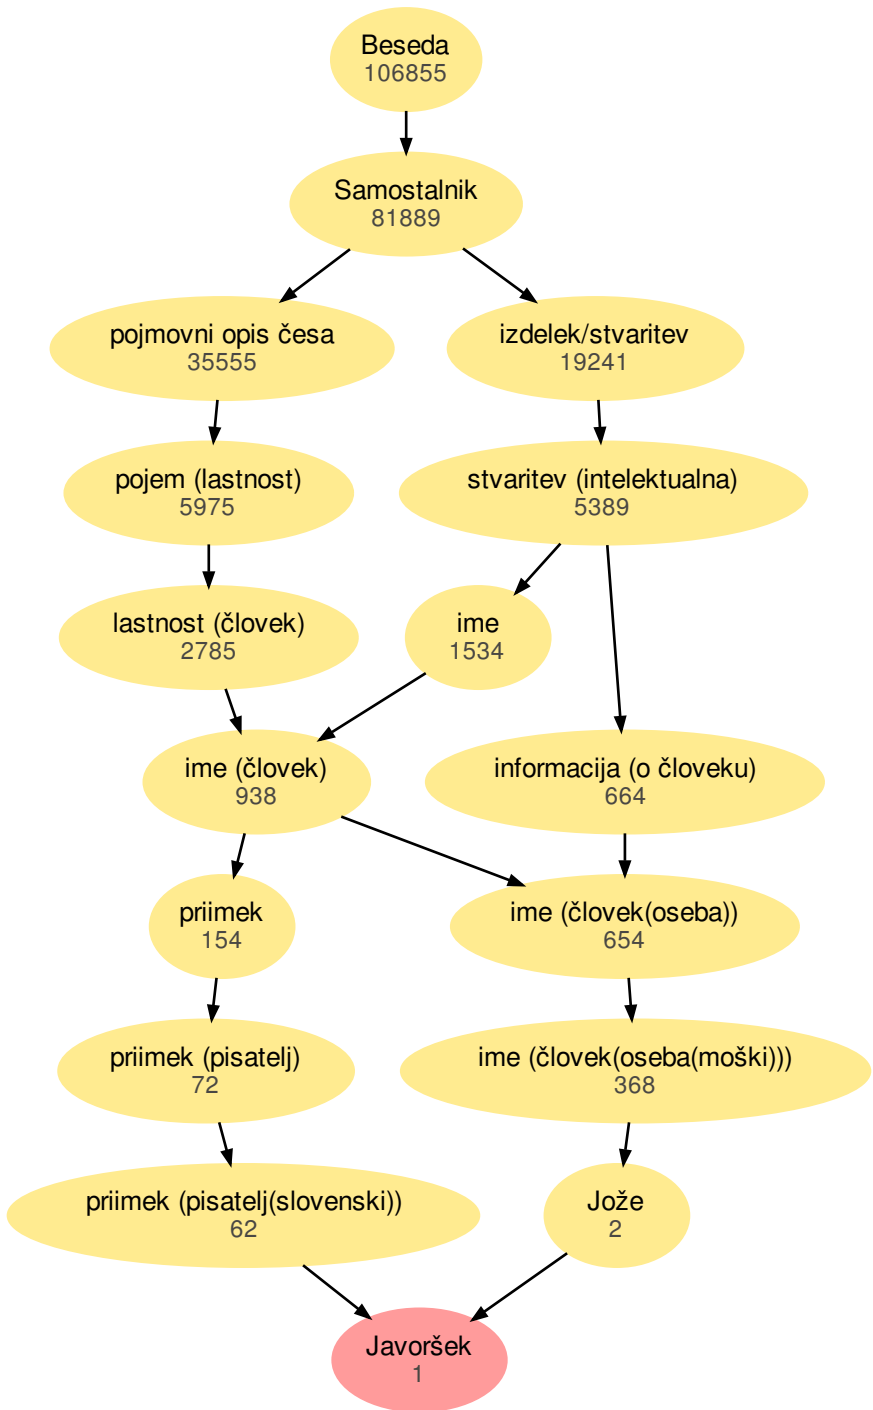 Beseda
106855
Samostalnik
81889
pojmovni opis česa
35555
izdelek/stvaritev
19241
pojem (lastnost)
5975
stvaritev (intelektualna)
5389
lastnost (človek)
2785
ime
1534
ime (človek)
938
informacija (o človeku)
664
priimek
154
ime (človek(oseba))
654
priimek (pisatelj)
72
ime (človek(oseba(moški)))
368
priimek (pisatelj(slovenski))
62
Jože
2
Javoršek
1